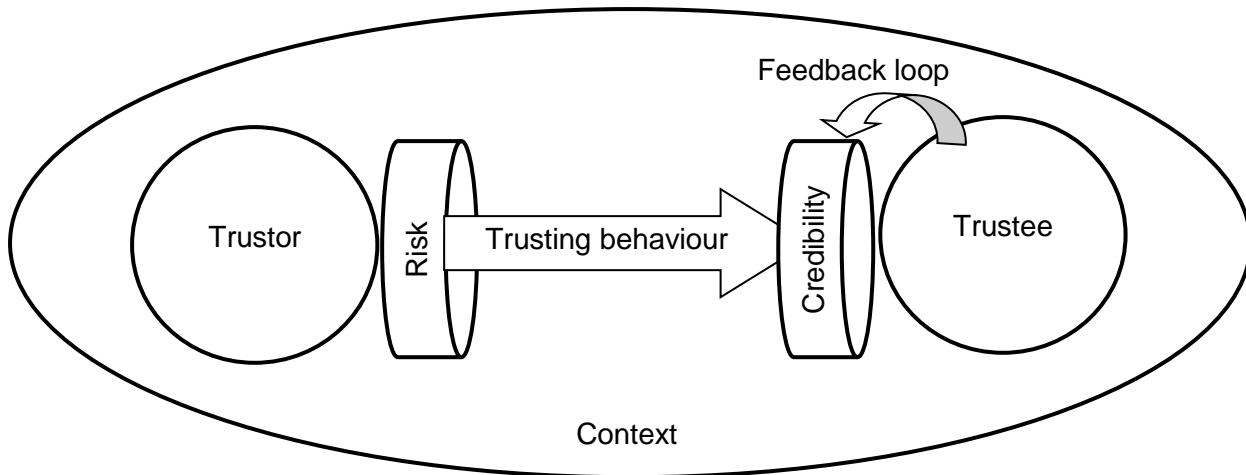 Feedback loop
Trustor
Risk
Trusting behaviour
Credibility
Trustee
Context